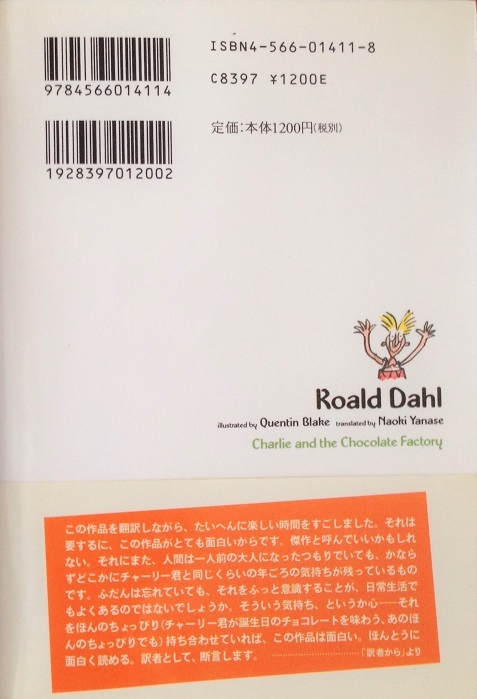 ISBN4-566-01411-8
9784566014114
C8397 ¥1200E
定価:本体1200円(税別)
1928397012002
Roald Dahl
illustrated by Quentin Blake translated by Naoki Yanase
Charlie and the Chocolate Factory
この作品を翻訳しながら、たいへんに楽しい時間をすごしました。それは
要するに、この作品がとても面白いからです。傑作と呼んでいいかもしれ
ない。それにまた、人間は一人前の大人になったつもりでいても、かなら
ずどこかにチャーリー君と同じくらいの年ごろの気持が残っているもので
です。ふだんは忘れていても、それをふっと意識することが、日常生活で
もよくあるのではないでしょうか。そういう気持、というか心——それ
をほんのちょっぴり(チャーリー君が誕生日のチョコレートを味わう、あのほ
んのちょっぴりでも)持ち合わせていれば、この作品は面白い。ほんとうに
面白く読める。訳者として、断言します。 ……………………「訳者から」より